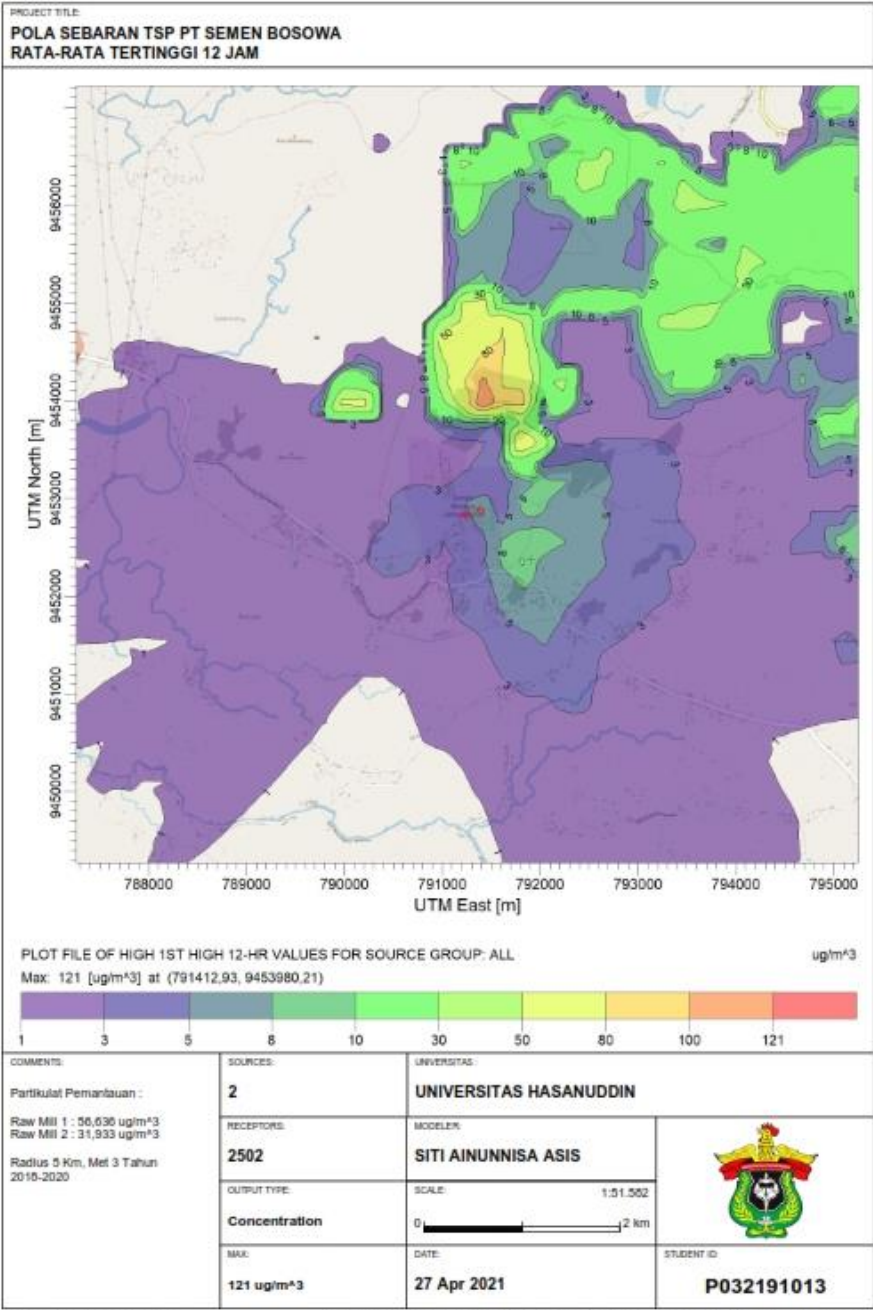 PROJECT TITLE:
POLA SEBARAN TSP PT SEMEN BOSOWA
RATA-RATA TERTINGGI 12 JAM
UTM North [m]
9456000
9455000
9454000
9453000
9452000
9451000
9450000
788000 789000 790000 791000 792000 793000 794000 795000
UTM East [m]
PLOT FILE OF HIGH 1ST HIGH 12-HR VALUES FOR SOURCE GROUP: ALL
ug/m^3
Max: 121 [ug/m^3] at (791412,93, 9453980,21)
1 3 5 8 10 30 50 80 100 121
COMMENTS:
Partikulat Pemantauan :
Raw Mill 1 : 56,636 ug/m^3
Raw Mill 2 : 31,933 ug/m^3
Radius 5 Km, Met 3 Tahun
SOURCES:
2
UNIVERSITAS:
UNIVERSITAS HASANUDDIN
RECEPTORS:
2502
MODELER:
SITI AINUNNISA ASIS
OUTPUT TYPE:
Concentration
SCALE:
1:51.582
0 2 km
MAX:
121 ug/m^3
DATE:
27 Apr 2021
STUDENT ID:
P032191013